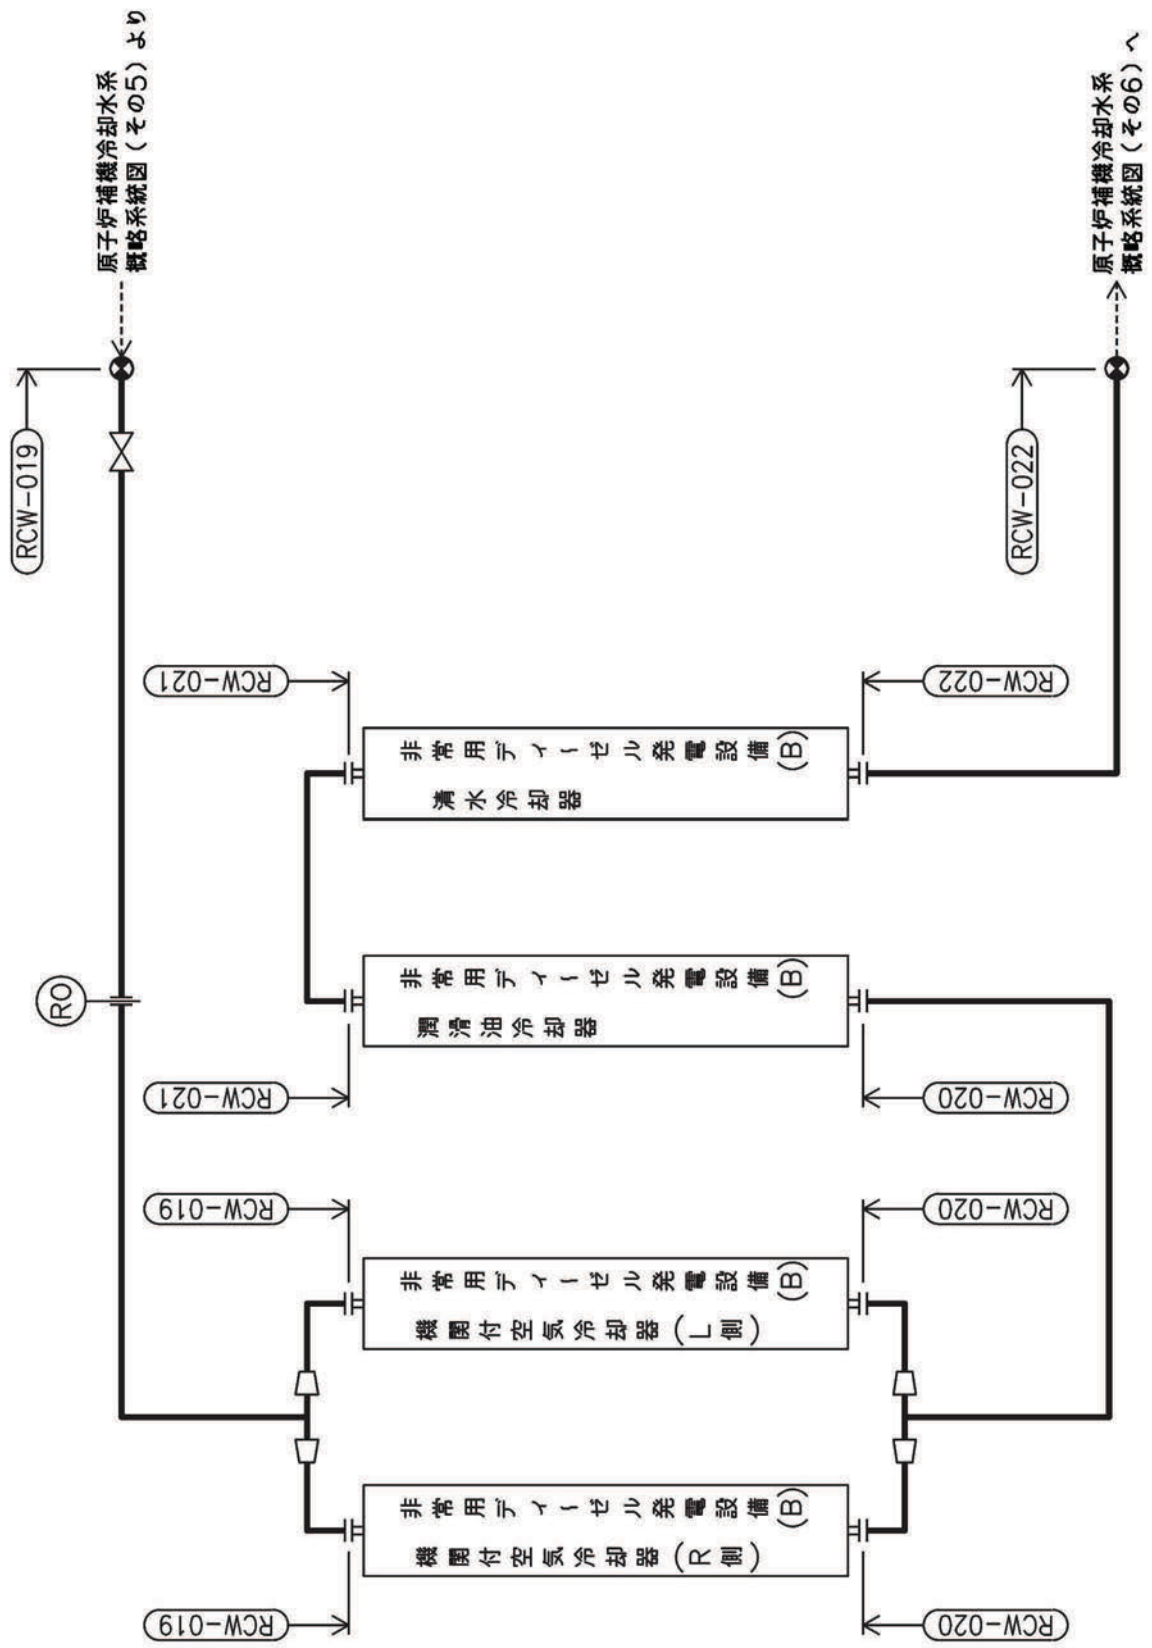 原子炉補機冷却水系
概略系統図(その5)より
RCW-019
RO
RCW-021
RCW-021
RCW-019
RCW-019
非常用ディーゼル発電設備(B)
清水冷却器
非常用ディーゼル発電設備(B)
潤滑油冷却器
非常用ディーゼル発電設備(B)
機関付空気冷却器(L側)
非常用ディーゼル発電設備(B)
機関付空気冷却器(R側)
RCW-022
RCW-020
RCW-020
RCW-020
RCW-022
原子炉補機冷却水系
概略系統図(その6)へ